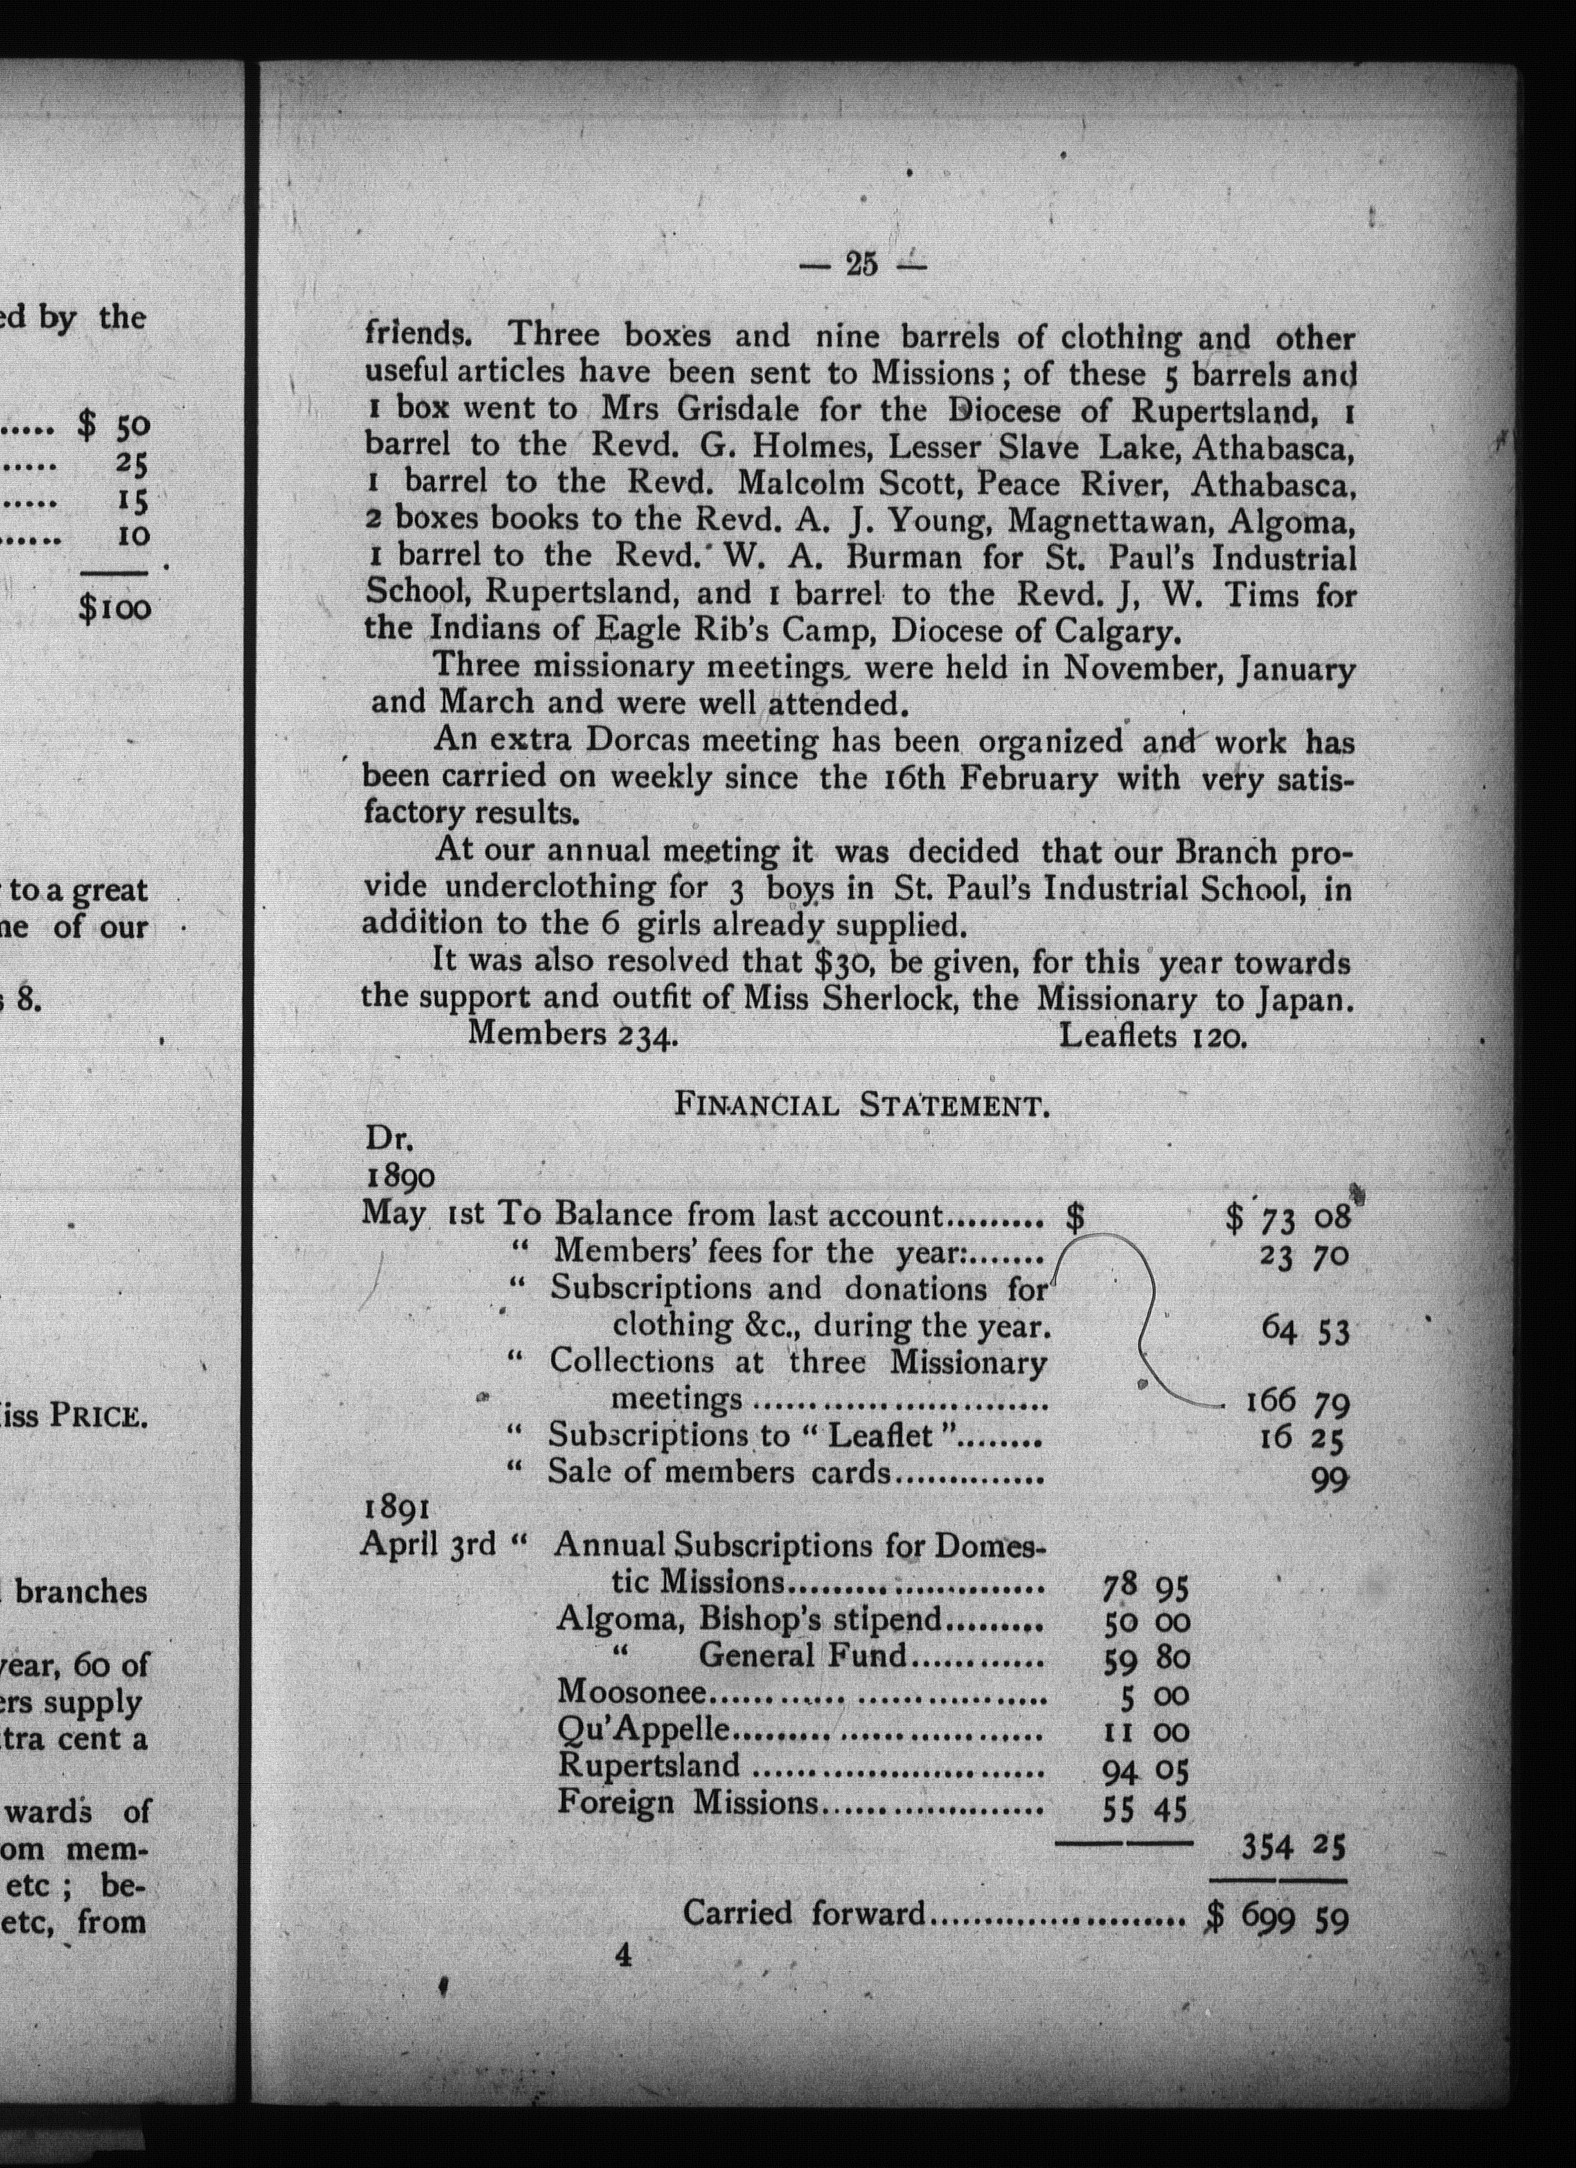 ed by the
..... $ 50
..... 25
..... 15
...... 10
$100
to a great
of our
8.
iss PRICE.
branches
year, 60 of
supply
cent a
wards of
mem-
etc ; be-
etc, from
— 25 —
friends. Three boxes and nine barrels of clothing and other
useful articles have been sent to Missions ; of these 5 barrels and
1 box went to Mrs Grisdale for the Diocese of Rupertsland, 1
barrel to the Revd. G. Holmes, Lesser Slave Lake, Athabasca,
1 barrel to the Revd. Malcolm Scott, Peace River, Athabasca,
2 boxes books to the Revd. A. J. Young, Magnettawan, Algoma,
1 barrel to the Revd. W. A. Burman for St. Paul's Industrial
School, Rupertsland, and 1 barrel to the Revd. J, W. Tims for
the Indians of Eagle Rib's Camp, Diocese of Calgary.
Three missionary meetings were held in November, January
and March and were well attended.
An extra Dorcas meeting has been organized and work has
been carried on weekly since the 16th February with very satis-
factory results.
At our annual meeting it was decided that our Branch pro-
vide underclothing for 3 boys in St. Paul's Industrial School, in
addition to the 6 girls already supplied.
It was also resolved that $30, be given, for this year towards
the support and outfit of Miss Sherlock, the Missionary to Japan.
Members 234. Leaflets 120.
FINANCIAL STATEMENT.
Dr.
1890
May 1st To Balance from last account......... $ $ 73 08
“ Members' fees for the year:....... 23 70
“ Subscriptions and donations for
clothing &c., during the year. 64 53
“ Collections at three Missionary
meetings ........................... 166 79
“ Subscriptions to “ Leaflet ”........ 16 25
“ Sale of members cards.............. 99
1891
April 3rd “ Annual Subscriptions for Domes-
tic Missions........................ 78 95
Algoma, Bishop's stipend......... 50 00
“ General Fund............ 59 80
Moosonee............................... 5 00
Qu'Appelle............................. 11 00
Rupertsland ........................... 94 05
Foreign Missions..................... 55 45
354 25
Carried forward........................ $ 699 59
4